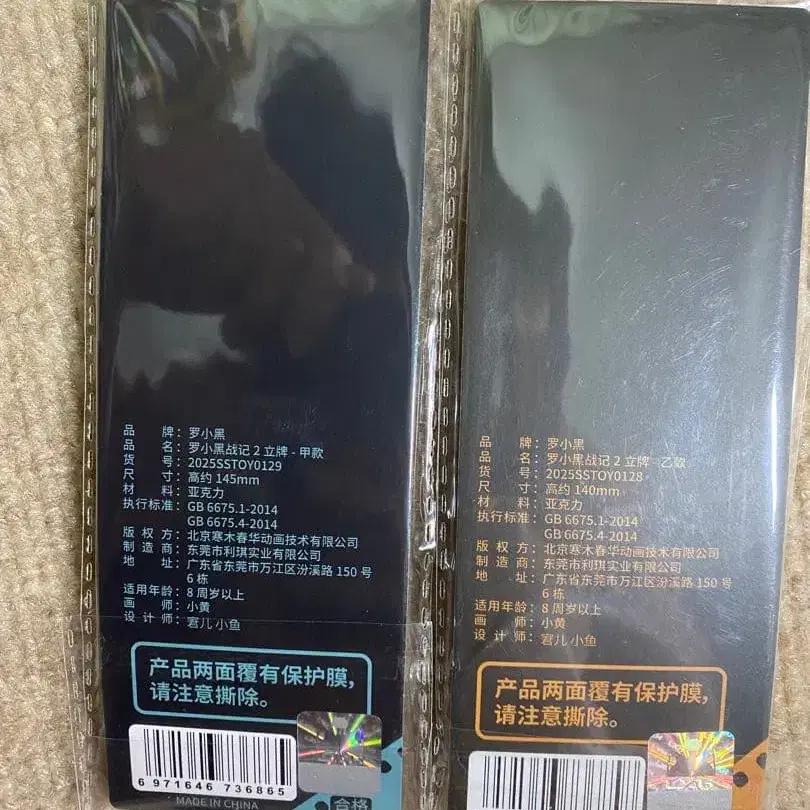 品 牌：罗小黑
品 名：罗小黑战记 2 立牌 - 甲款
货 号：2025SSTOY0129
尺 寸：高约 145mm
材 料：亚克力
执行标准：GB 6675.1-2014
GB 6675.4-2014
版 权 方：北京寒木春华动画技术有限公司
制 造 商：东莞市利琪实业有限公司
地 址：广东省东莞市万江区汾溪路 150 号
6 栋
适用年龄：8 周岁以上
画 师：小黄
设 计 师：窘儿 小鱼
产品两面覆有保护膜，
请注意撕除。
6 971646 736865
MADE IN CHINA
合格
品 牌：罗小黑
品 名：罗小黑战记 2 立牌 - 乙款
货 号：2025SSTOY0128
尺 寸：高约 140mm
材 料：亚克力
执行标准：GB 6675.1-2014
GB 6675.4-2014
版 权 方：北京寒木春华动画技术有限公司
制 造 商：东莞市利琪实业有限公司
地 址：广东省东莞市万江区汾溪路 150 号
6 栋
适用年龄：8 周岁以上
画 师：小黄
设 计 师：窘儿 小鱼
产品两面覆有保护膜，
请注意撕除。